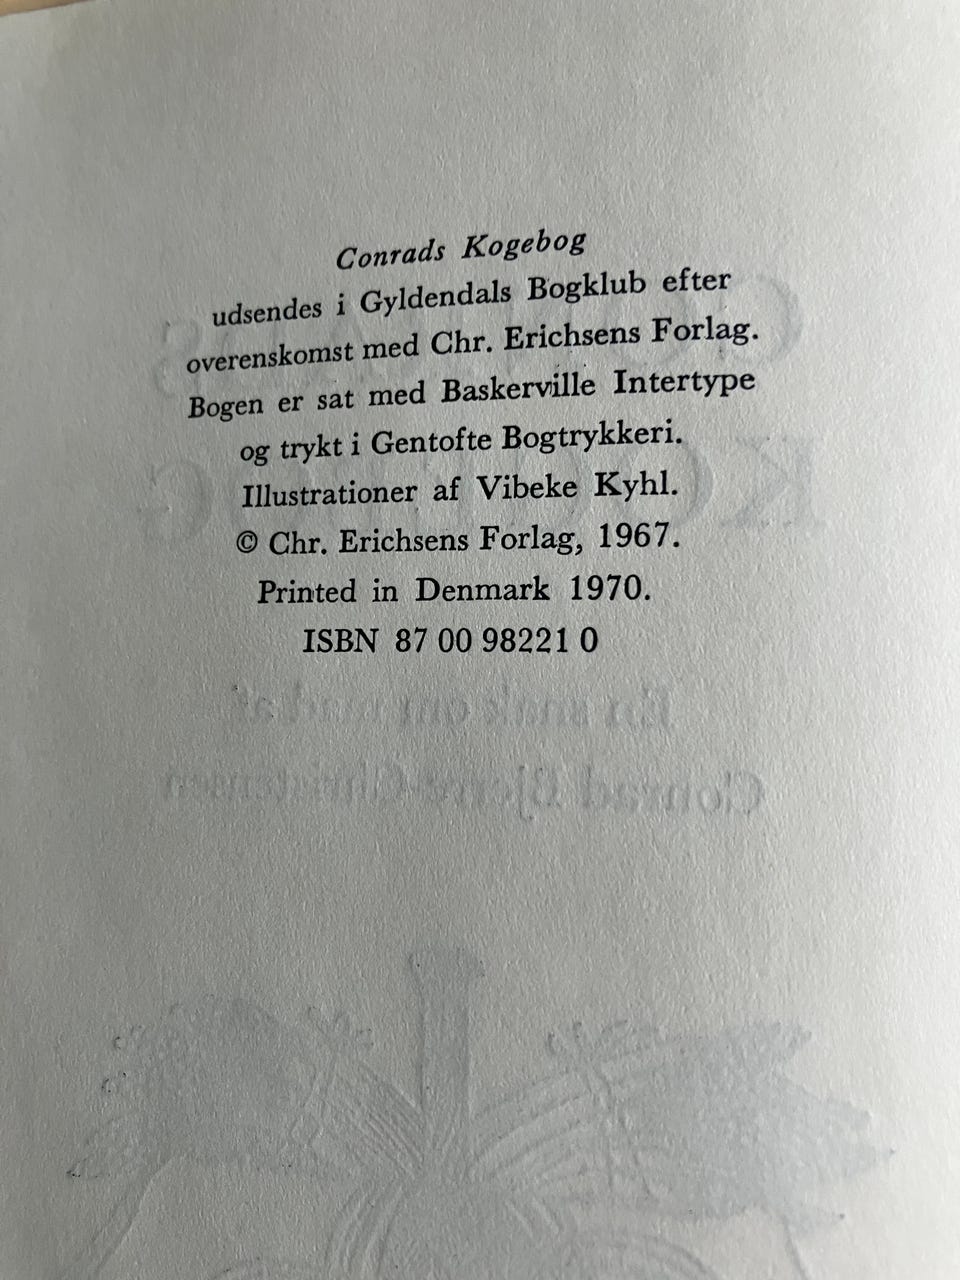 Conrads Kogebog
udsendes i Gyldendals Bogklub efter
overenskomst med Chr. Erichsens Forlag.
Bogen er sat med Baskerville Intertype
og trykt i Gentofte Bogtrykkeri.
Illustrationer af Vibeke Kyhl.
© Chr. Erichsens Forlag, 1967.
Printed in Denmark 1970.
ISBN 87 00 98221 0